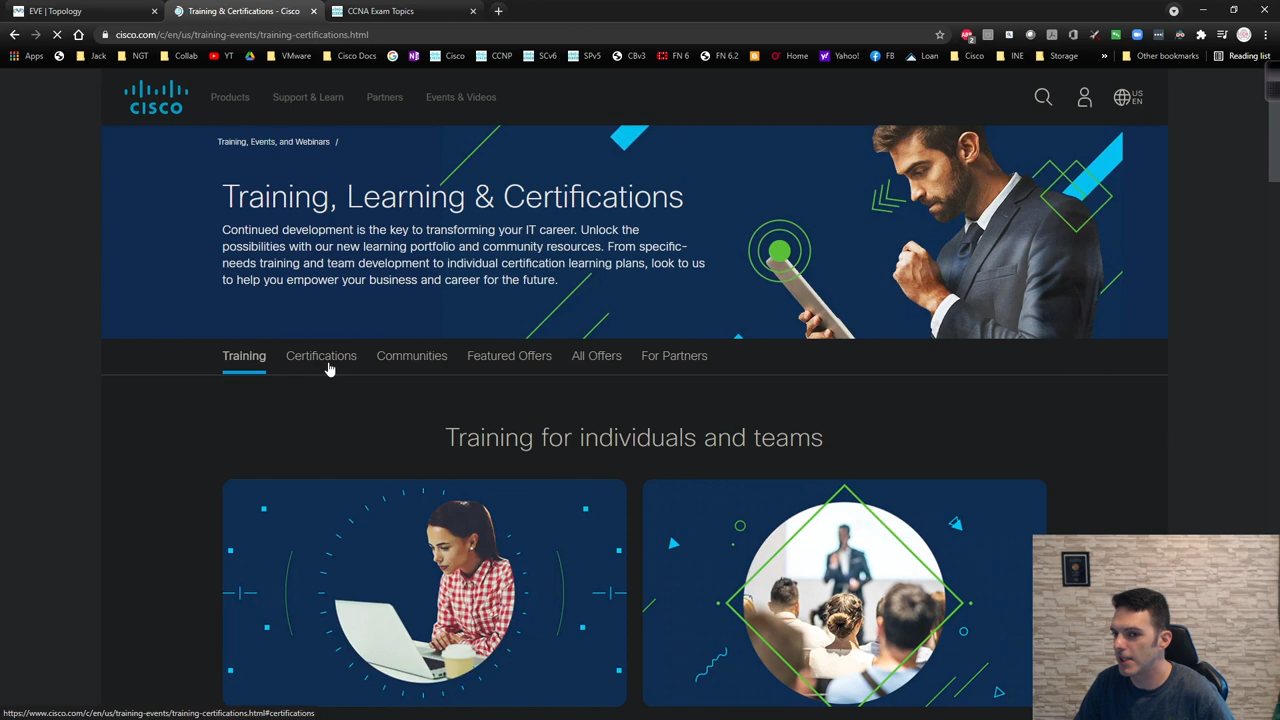 EVE | Topology
Training & Certifications - Cisco
CCNA Exam Topics
cisco.com/c/en/us/training-events/training-certifications.html
Apps
Jack
NGT
Collab
YT
VMware
Cisco Docs
Cisco
CCNP
SCv6
SPv5
CBv3
FN 6
FN 6.2
Home
Yahoo!
FB
Loan
Cisco
INE
Storage
»
Other bookmarks
Reading list
CISCO
Products
Support & Learn
Partners
Events & Videos
US
EN
Training, Events, and Webinars /
Training, Learning & Certifications
Continued development is the key to transforming your IT career. Unlock the
possibilities with our new learning portfolio and community resources. From specific-
needs training and team development to individual certification learning plans, look to us
to help you empower your business and career for the future.
Training
Certifications
Communities
Featured Offers
All Offers
For Partners
Training for individuals and teams
https://www.cisco.com/c/en/us/training-events/training-certifications.html#certifications